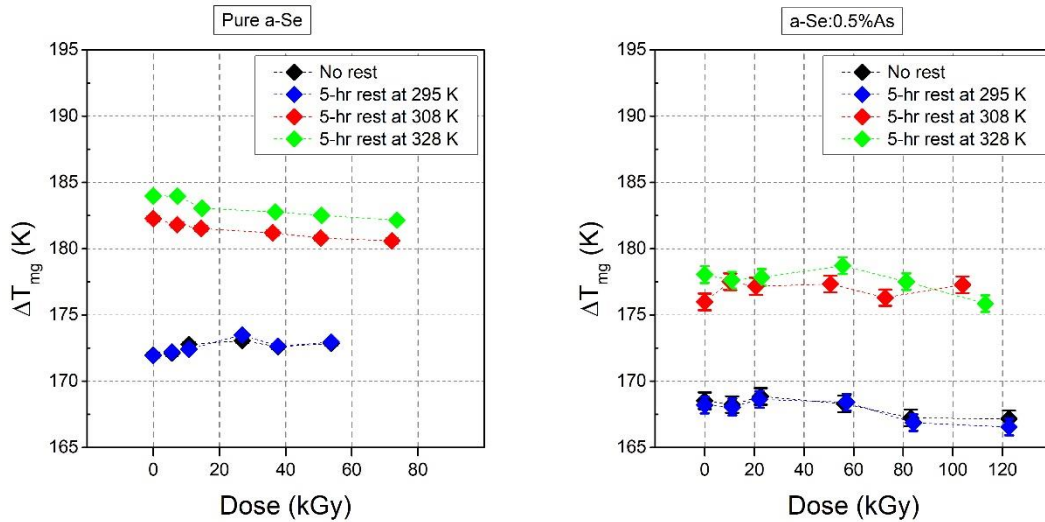 Pure a-Se
195
190
185
180
175
170
165
ΔTmg (K)
No rest
5-hr rest at 295 K
5-hr rest at 308 K
5-hr rest at 328 K
0 20 40 60 80
Dose (kGy)
a-Se:0.5%As
195
190
185
180
175
170
165
ΔTmg (K)
No rest
5-hr rest at 295 K
5-hr rest at 308 K
5-hr rest at 328 K
0 20 40 60 80 100 120
Dose (kGy)